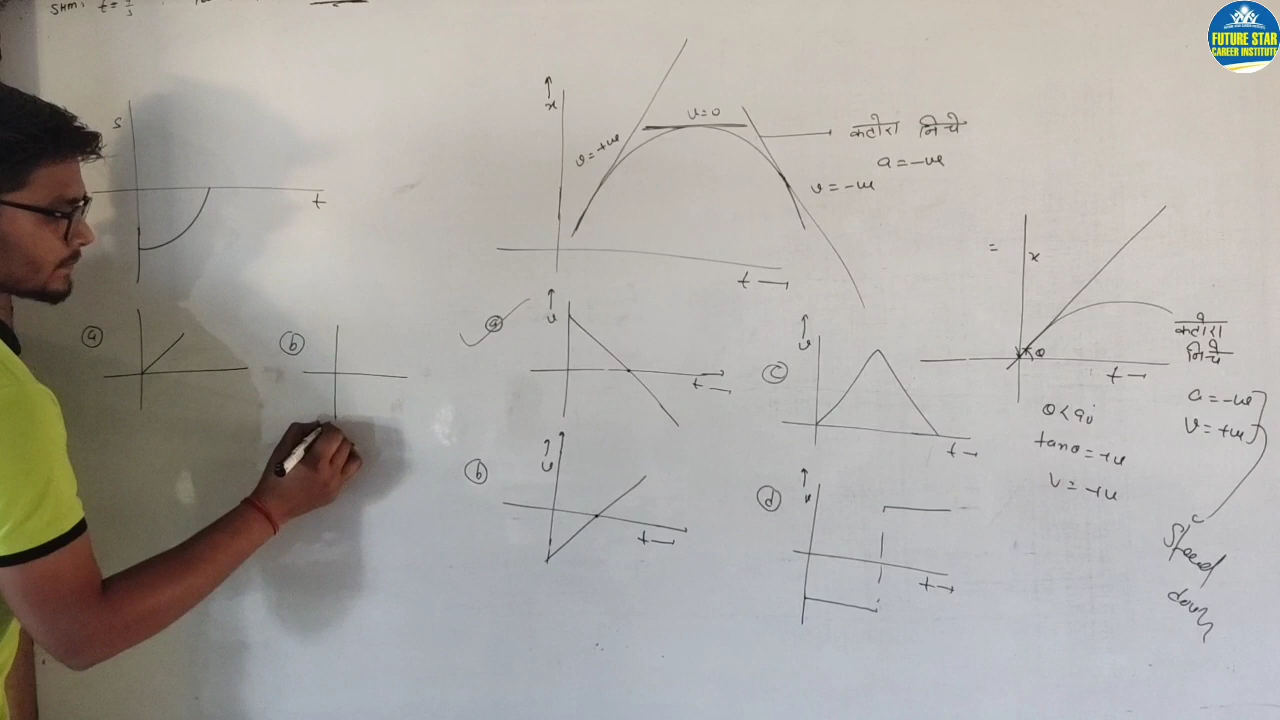 SHM: t = T/3
S
t
ⓐ
ⓑ
x
v=+ve
v=0
कटोरा निचे
a=-ve
v=-ve
t
ⓐ
v
t
ⓑ
v
t
ⓒ
v
t
ⓓ
v
t
=
x
θ
t
कटोरा
निचे
a=-ve
v=+ve
θ<90
tanθ=+ve
v=+ve
Speed
down
FUTURE STAR
CAREER INSTITUTE